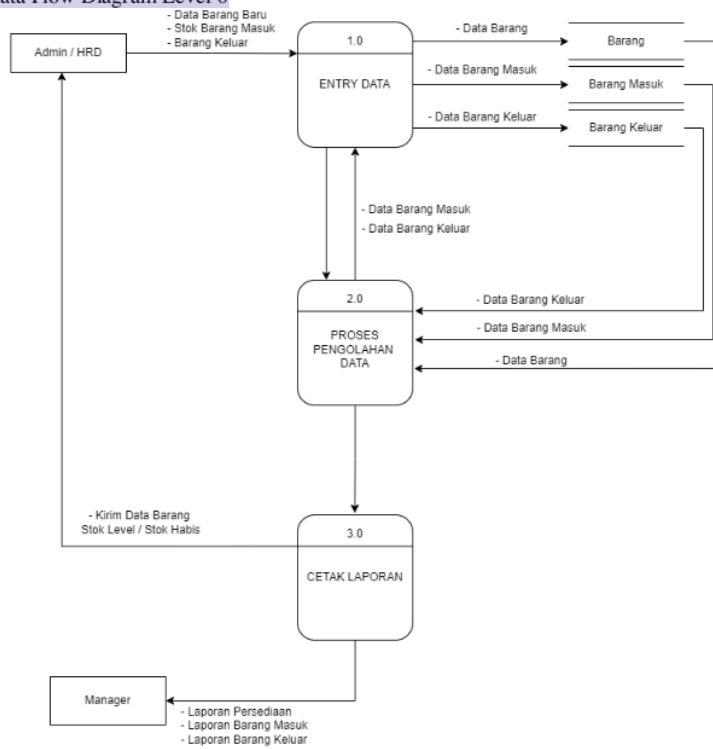 Data Flow Diagram Level 0
- Data Barang Baru
- Stok Barang Masuk
- Barang Keluar
Admin / HRD
1.0
ENTRY DATA
- Data Barang
- Data Barang Masuk
- Data Barang Keluar
Barang
Barang Masuk
Barang Keluar
- Data Barang Masuk
- Data Barang Keluar
2.0
PROSES
PENGOLAHAN
DATA
- Data Barang Keluar
- Data Barang Masuk
- Data Barang
- Kirim Data Barang
Stok Level / Stok Habis
3.0
CETAK LAPORAN
Manager
- Laporan Persediaan
- Laporan Barang Masuk
- Laporan Barang Keluar